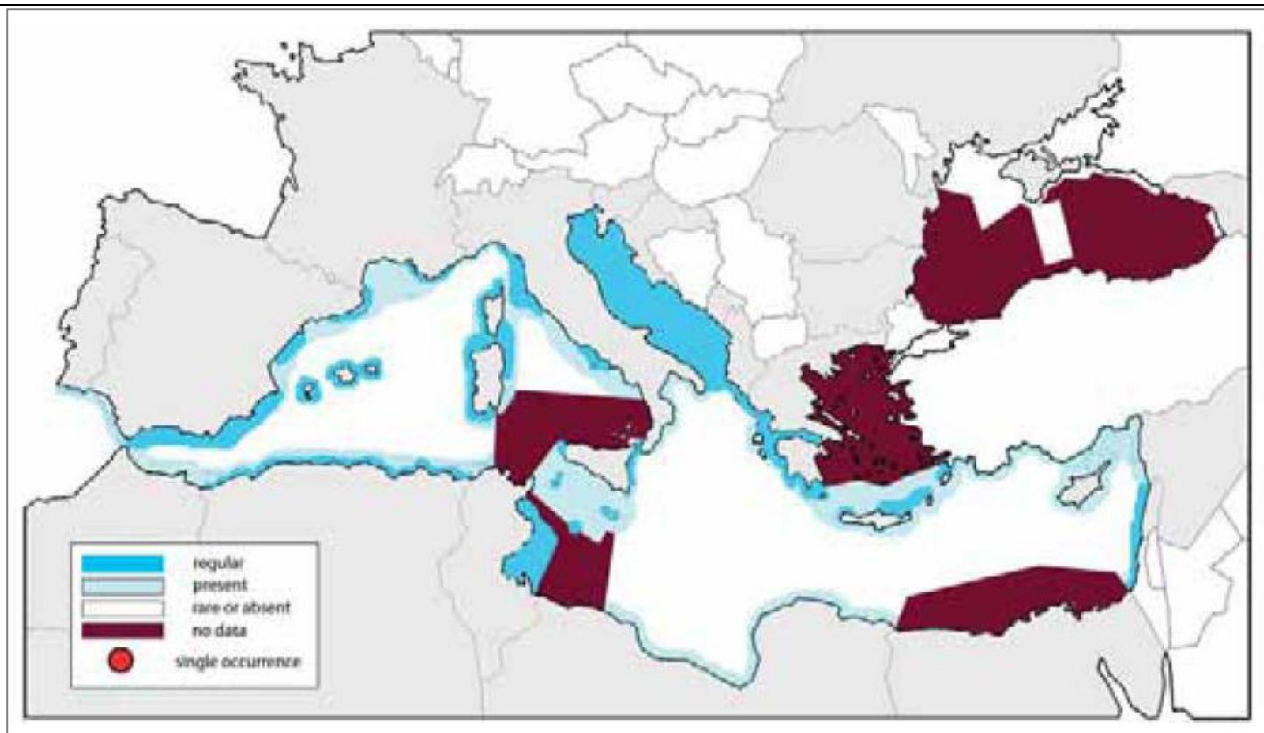 regular
present
rare or absent
no data
single occurrence